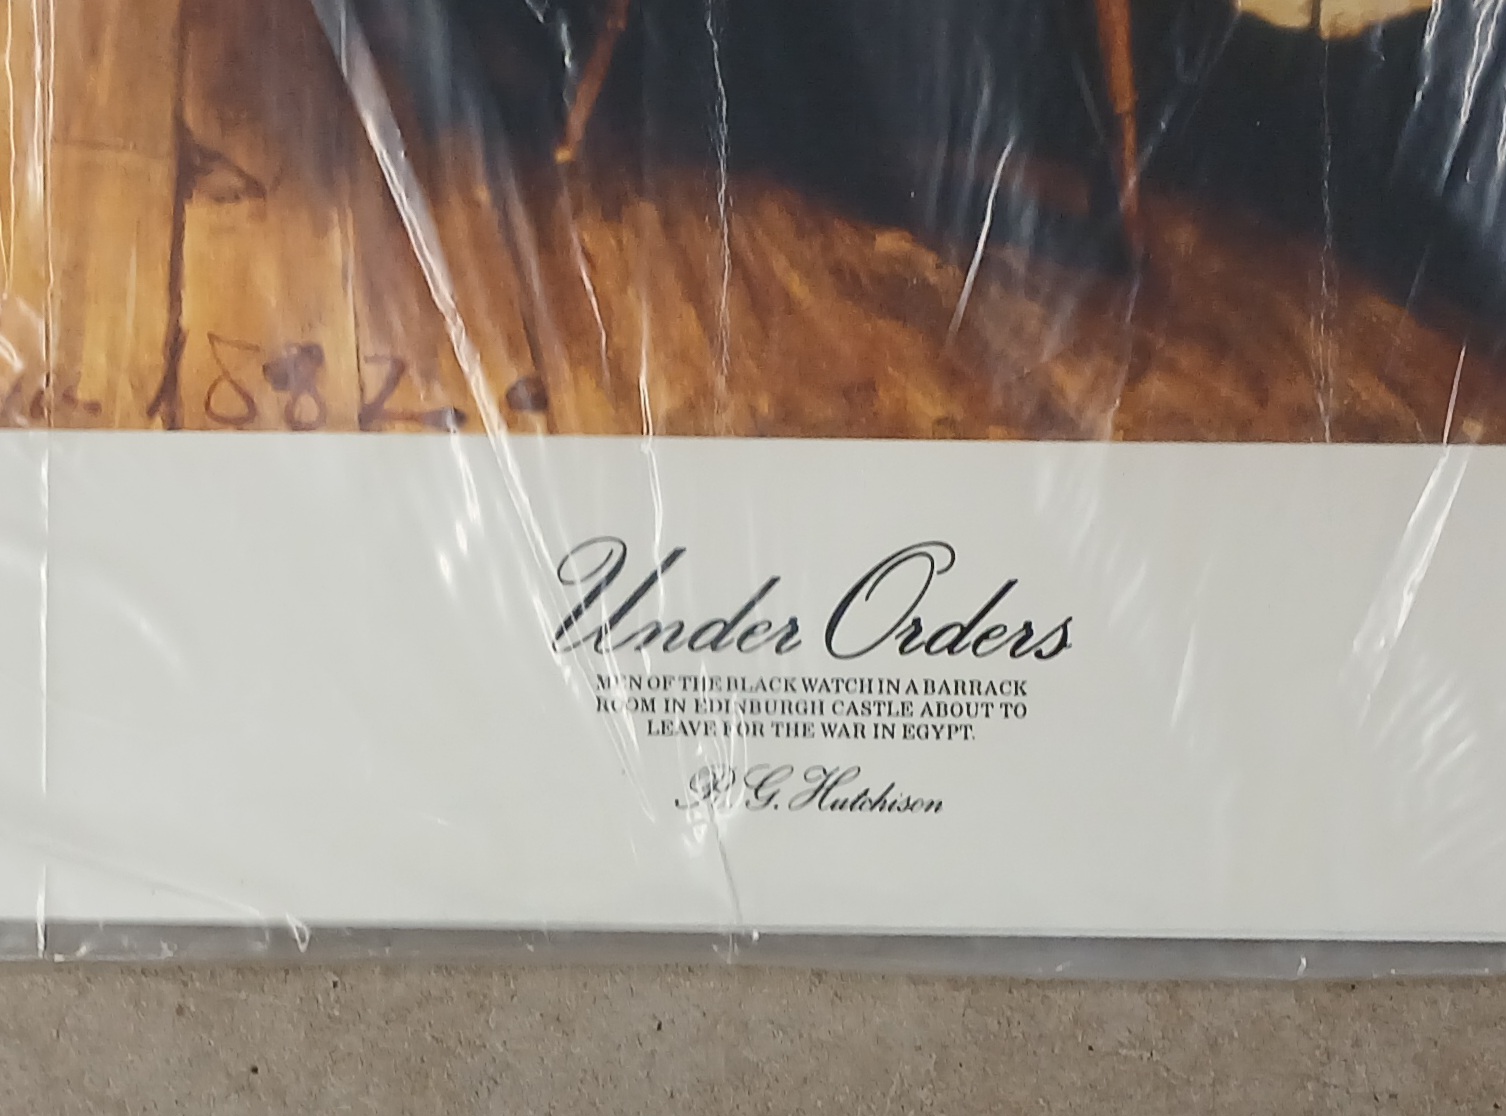 1882.
Under Orders
MEN OF THE BLACK WATCH IN A BARRACK
ROOM IN EDINBURGH CASTLE ABOUT TO
LEAVE FOR THE WAR IN EGYPT.
R. G. Hutchison